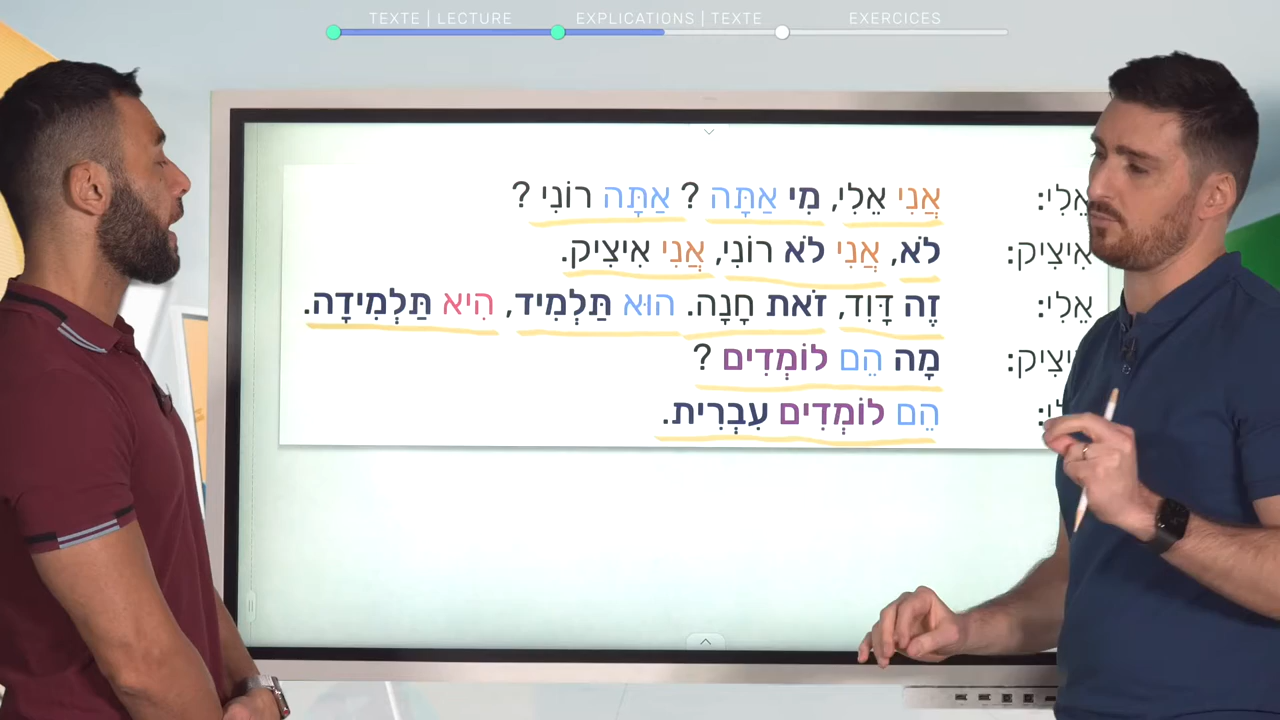 TEXTE | LECTURE EXPLICATIONS | TEXTE EXERCICES
אֵלִי: אֲנִי אֵלִי, מִי אַתָּה ? אַתָּה רוֹנִי ?
אִיצִיק: לֹא, אֲנִי לֹא רוֹנִי, אֲנִי אִיצִיק.
אֵלִי: זֶה דָּוִד, זֹאת חָנָה. הוּא תַּלְמִיד, הִיא תַּלְמִידָה.
מָה הֵם לוֹמְדִים ?
הֵם לוֹמְדִים עִבְרִית.